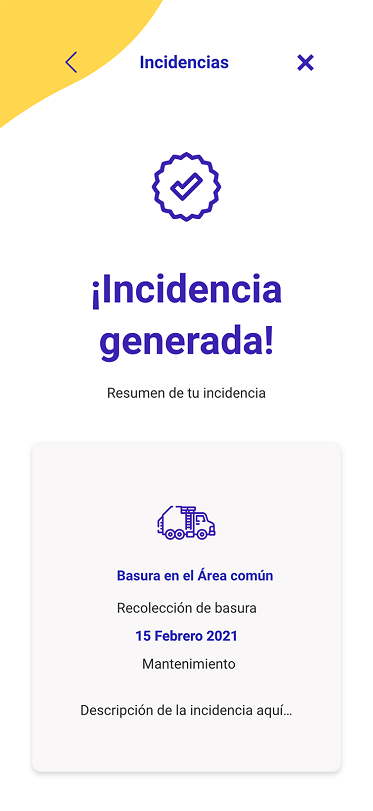 Incidencias
¡Incidencia
generada!
Resumen de tu incidencia
Basura en el Área común
Recolección de basura
15 Febrero 2021
Mantenimiento
Descripción de la incidencia aquí...